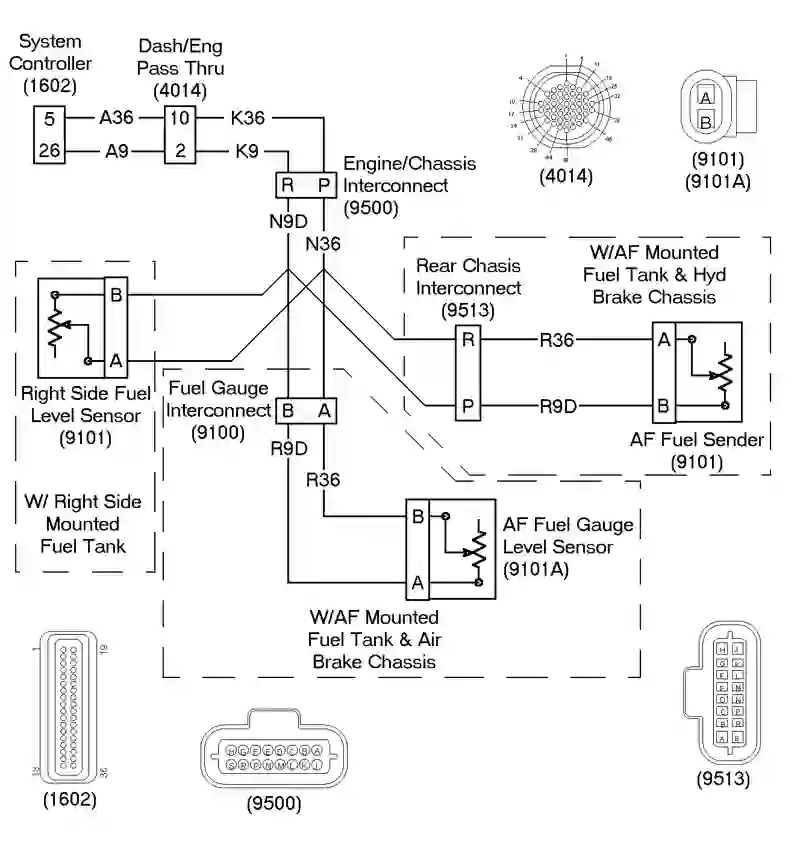 System
Controller
(1602)
Dash/Eng
Pass Thru
(4014)
5 A36 10 K36
26 A9 2 K9
R P
Engine/Chassis
Interconnect
(9500)
N9D
N36
(4014)
A
B
(9101)
(9101A)
B
A
Right Side Fuel
Level Sensor
(9101)
W/ Right Side
Mounted
Fuel Tank
Rear Chasis
Interconnect
(9513)
W/AF Mounted
Fuel Tank & Hyd
Brake Chassis
R R36 A
P R9D B
AF Fuel Sender
(9101)
Fuel Gauge
Interconnect
(9100)
B A
R9D
R36
B
A
AF Fuel Gauge
Level Sensor
(9101A)
W/AF Mounted
Fuel Tank & Air
Brake Chassis
1 19
18 36
(1602)
H G F E D C B A
S R P N M L K J
(9500)
H J
G K
F L
E M
D N
C P
B R
(9513)